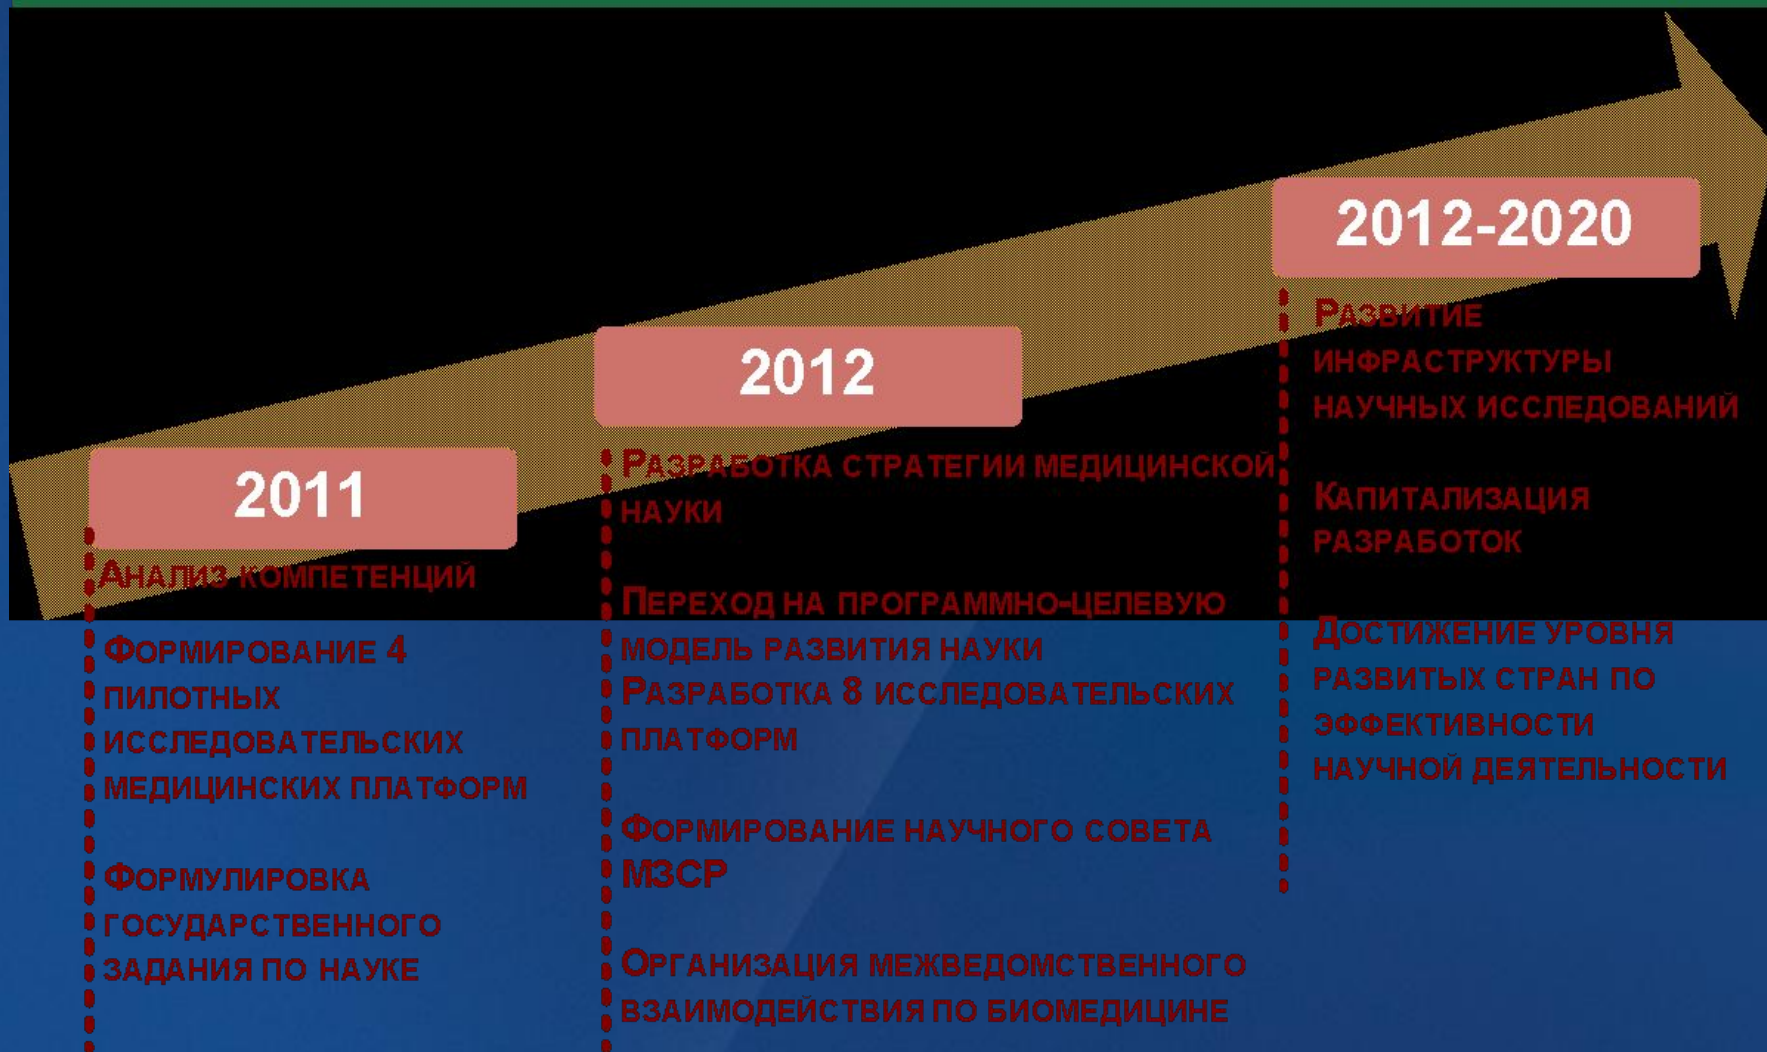 2011
АНАЛИЗ КОМПЕТЕНЦИЙ
ФОРМИРОВАНИЕ 4
ПИЛОТНЫХ
ИССЛЕДОВАТЕЛЬСКИХ
МЕДИЦИНСКИХ ПЛАТФОРМ
ФОРМУЛИРОВКА
ГОСУДАРСТВЕННОГО
ЗАДАНИЯ ПО НАУКЕ
2012
РАЗРАБОТКА СТРАТЕГИИ МЕДИЦИНСКОЙ
НАУКИ
ПЕРЕХОД НА ПРОГРАММНО-ЦЕЛЕВУЮ
МОДЕЛЬ РАЗВИТИЯ НАУКИ
РАЗРАБОТКА 8 ИССЛЕДОВАТЕЛЬСКИХ
ПЛАТФОРМ
ФОРМИРОВАНИЕ НАУЧНОГО СОВЕТА
МЗСР
ОРГАНИЗАЦИЯ МЕЖВЕДОМСТВЕННОГО
ВЗАИМОДЕЙСТВИЯ ПО БИОМЕДИЦИНЕ
2012-2020
РАЗВИТИЕ
ИНФРАСТРУКТУРЫ
НАУЧНЫХ ИССЛЕДОВАНИЙ
КАПИТАЛИЗАЦИЯ
РАЗРАБОТОК
ДОСТИЖЕНИЕ УРОВНЯ
РАЗВИТЫХ СТРАН ПО
ЭФФЕКТИВНОСТИ
НАУЧНОЙ ДЕЯТЕЛЬНОСТИ